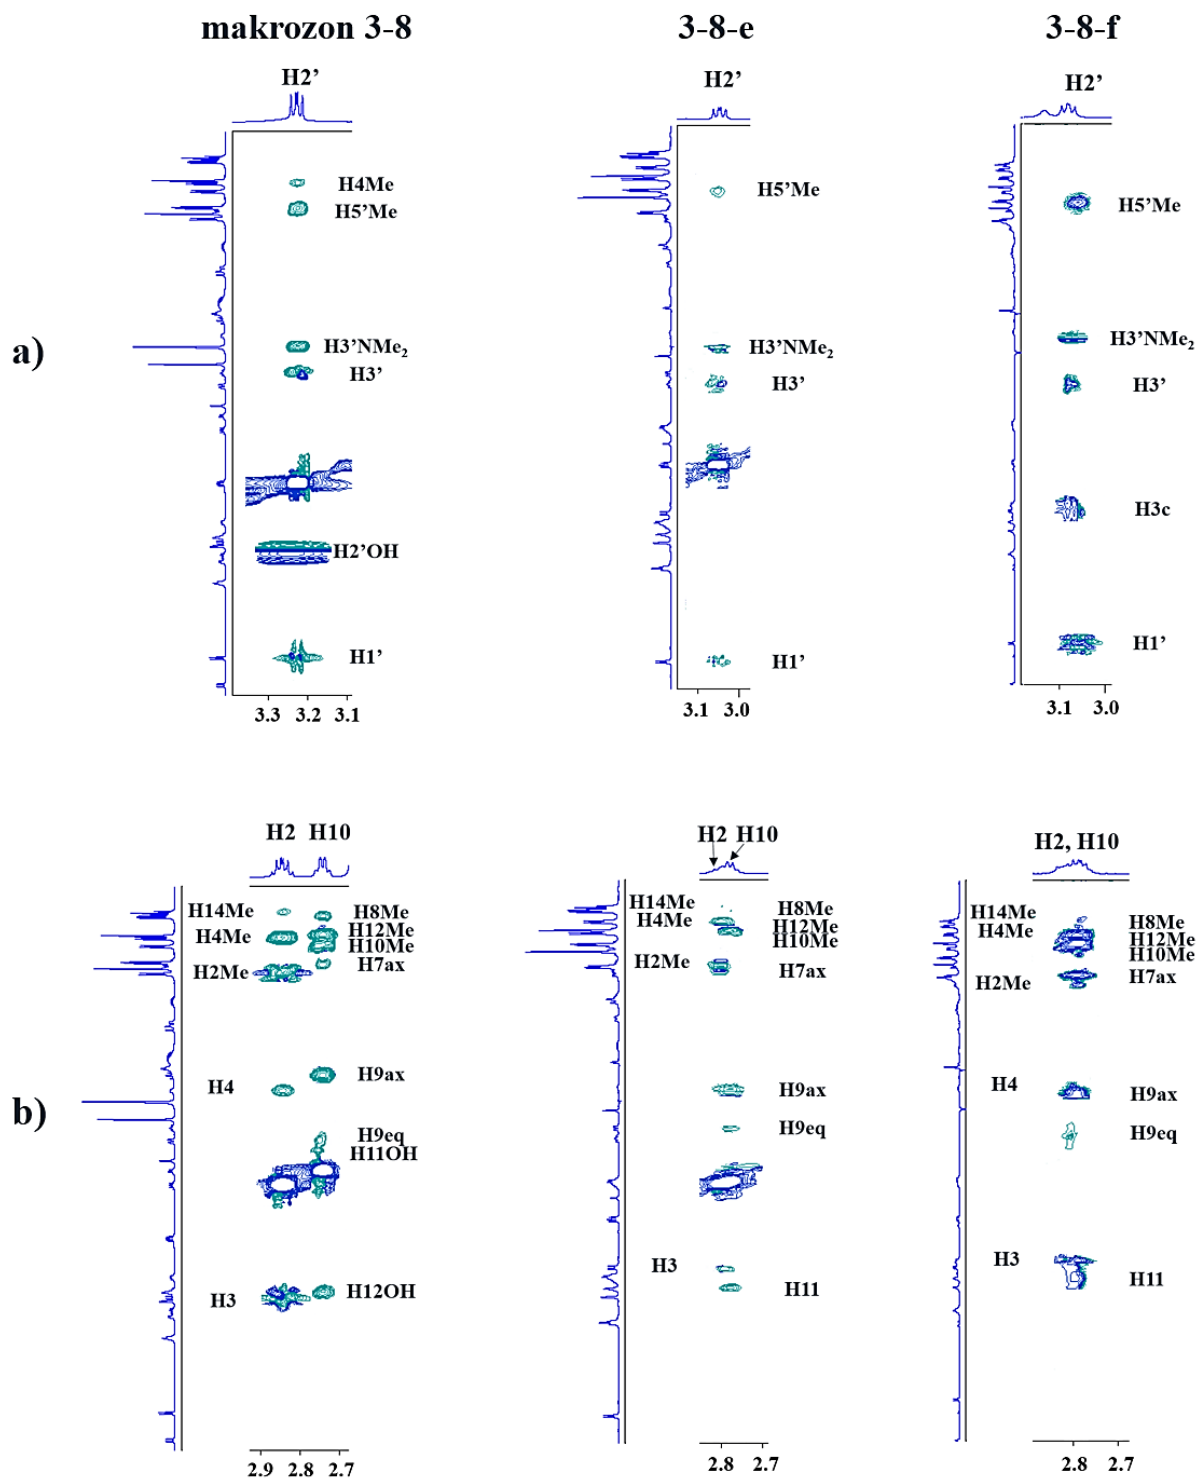 makrozon 3-8 3-8-e 3-8-f
H2’ H2’ H2’
a)
H4Me
H5’Me
H3’NMe2
H3’
H2’OH
H1’
3.3 3.2 3.1
H5’Me
H3’NMe2
H3’
H1’
3.1 3.0
H5’Me
H3’NMe2
H3’
H3c
H1’
3.1 3.0
b)
H2 H10
H14Me H8Me
H4Me H12Me
H10Me
H2Me H7ax
H4 H9ax
H9eq
H11OH
H3 H12OH
2.9 2.8 2.7
H2 H10
H14Me H8Me
H4Me H12Me
H10Me
H2Me H7ax
H9ax
H9eq
H3 H11
2.8 2.7
H2, H10
H14Me H8Me
H4Me H12Me
H10Me
H2Me H7ax
H4 H9ax
H9eq
H3 H11
2.8 2.7